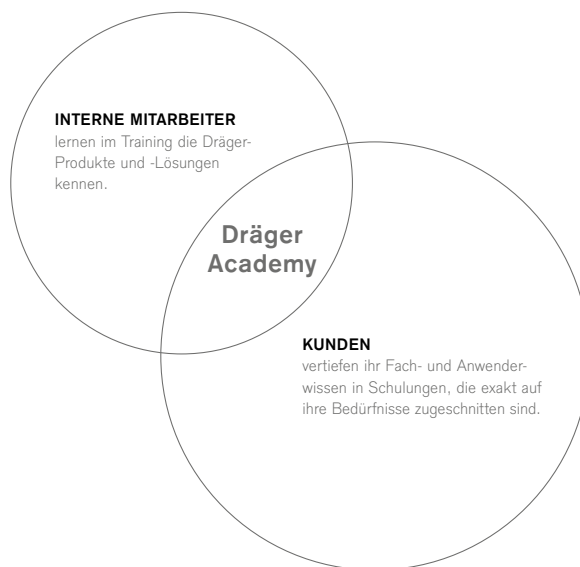 INTERNE MITARBEITER
lernen im Training die Dräger-
Produkte und -Lösungen
kennen.
Dräger
Academy
KUNDEN
vertiefen ihr Fach- und Anwender-
wissen in Schulungen, die exakt auf
ihre Bedürfnisse zugeschnitten sind.